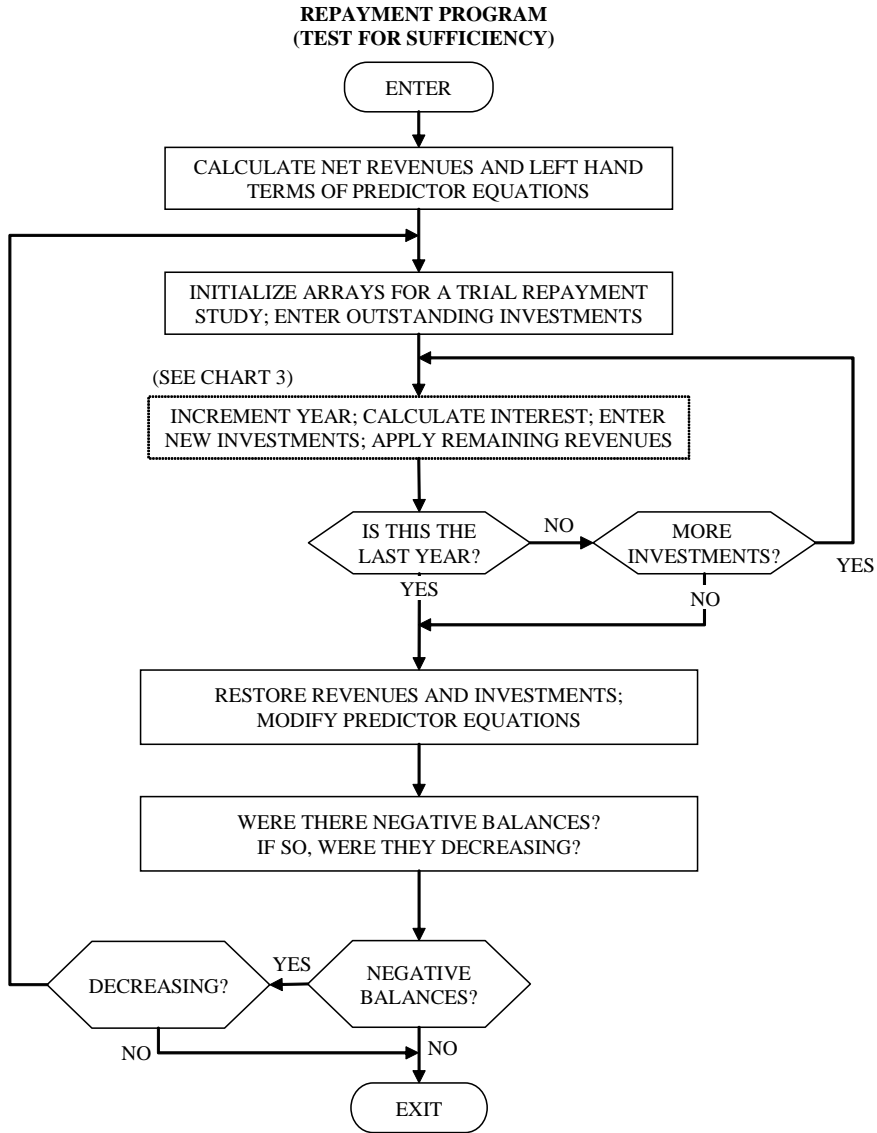 REPAYMENT PROGRAM
(TEST FOR SUFFICIENCY)
ENTER
CALCULATE NET REVENUES AND LEFT HAND
TERMS OF PREDICTOR EQUATIONS
INITIALIZE ARRAYS FOR A TRIAL REPAYMENT
STUDY; ENTER OUTSTANDING INVESTMENTS
(SEE CHART 3)
INCREMENT YEAR; CALCULATE INTEREST; ENTER
NEW INVESTMENTS; APPLY REMAINING REVENUES
IS THIS THE
LAST YEAR?
NO
MORE
INVESTMENTS?
YES
YES
NO
RESTORE REVENUES AND INVESTMENTS;
MODIFY PREDICTOR EQUATIONS
WERE THERE NEGATIVE BALANCES?
IF SO, WERE THEY DECREASING?
DECREASING?
YES
NEGATIVE
BALANCES?
NO
NO
EXIT